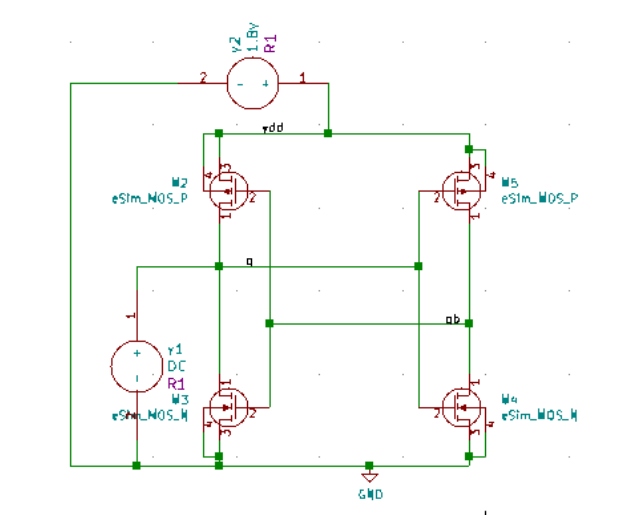 v2
1.8v
R1
2
1
- +
vdd
3
4
M2
eSim_MOS_P
2
1
3
4
M5
eSim_MOS_P
2
1
q
1
qb
+
v1
DC
-
R1
1
M3
eSim_MOS_N
2
4
3
1
M4
eSim_MOS_N
2
4
3
GND